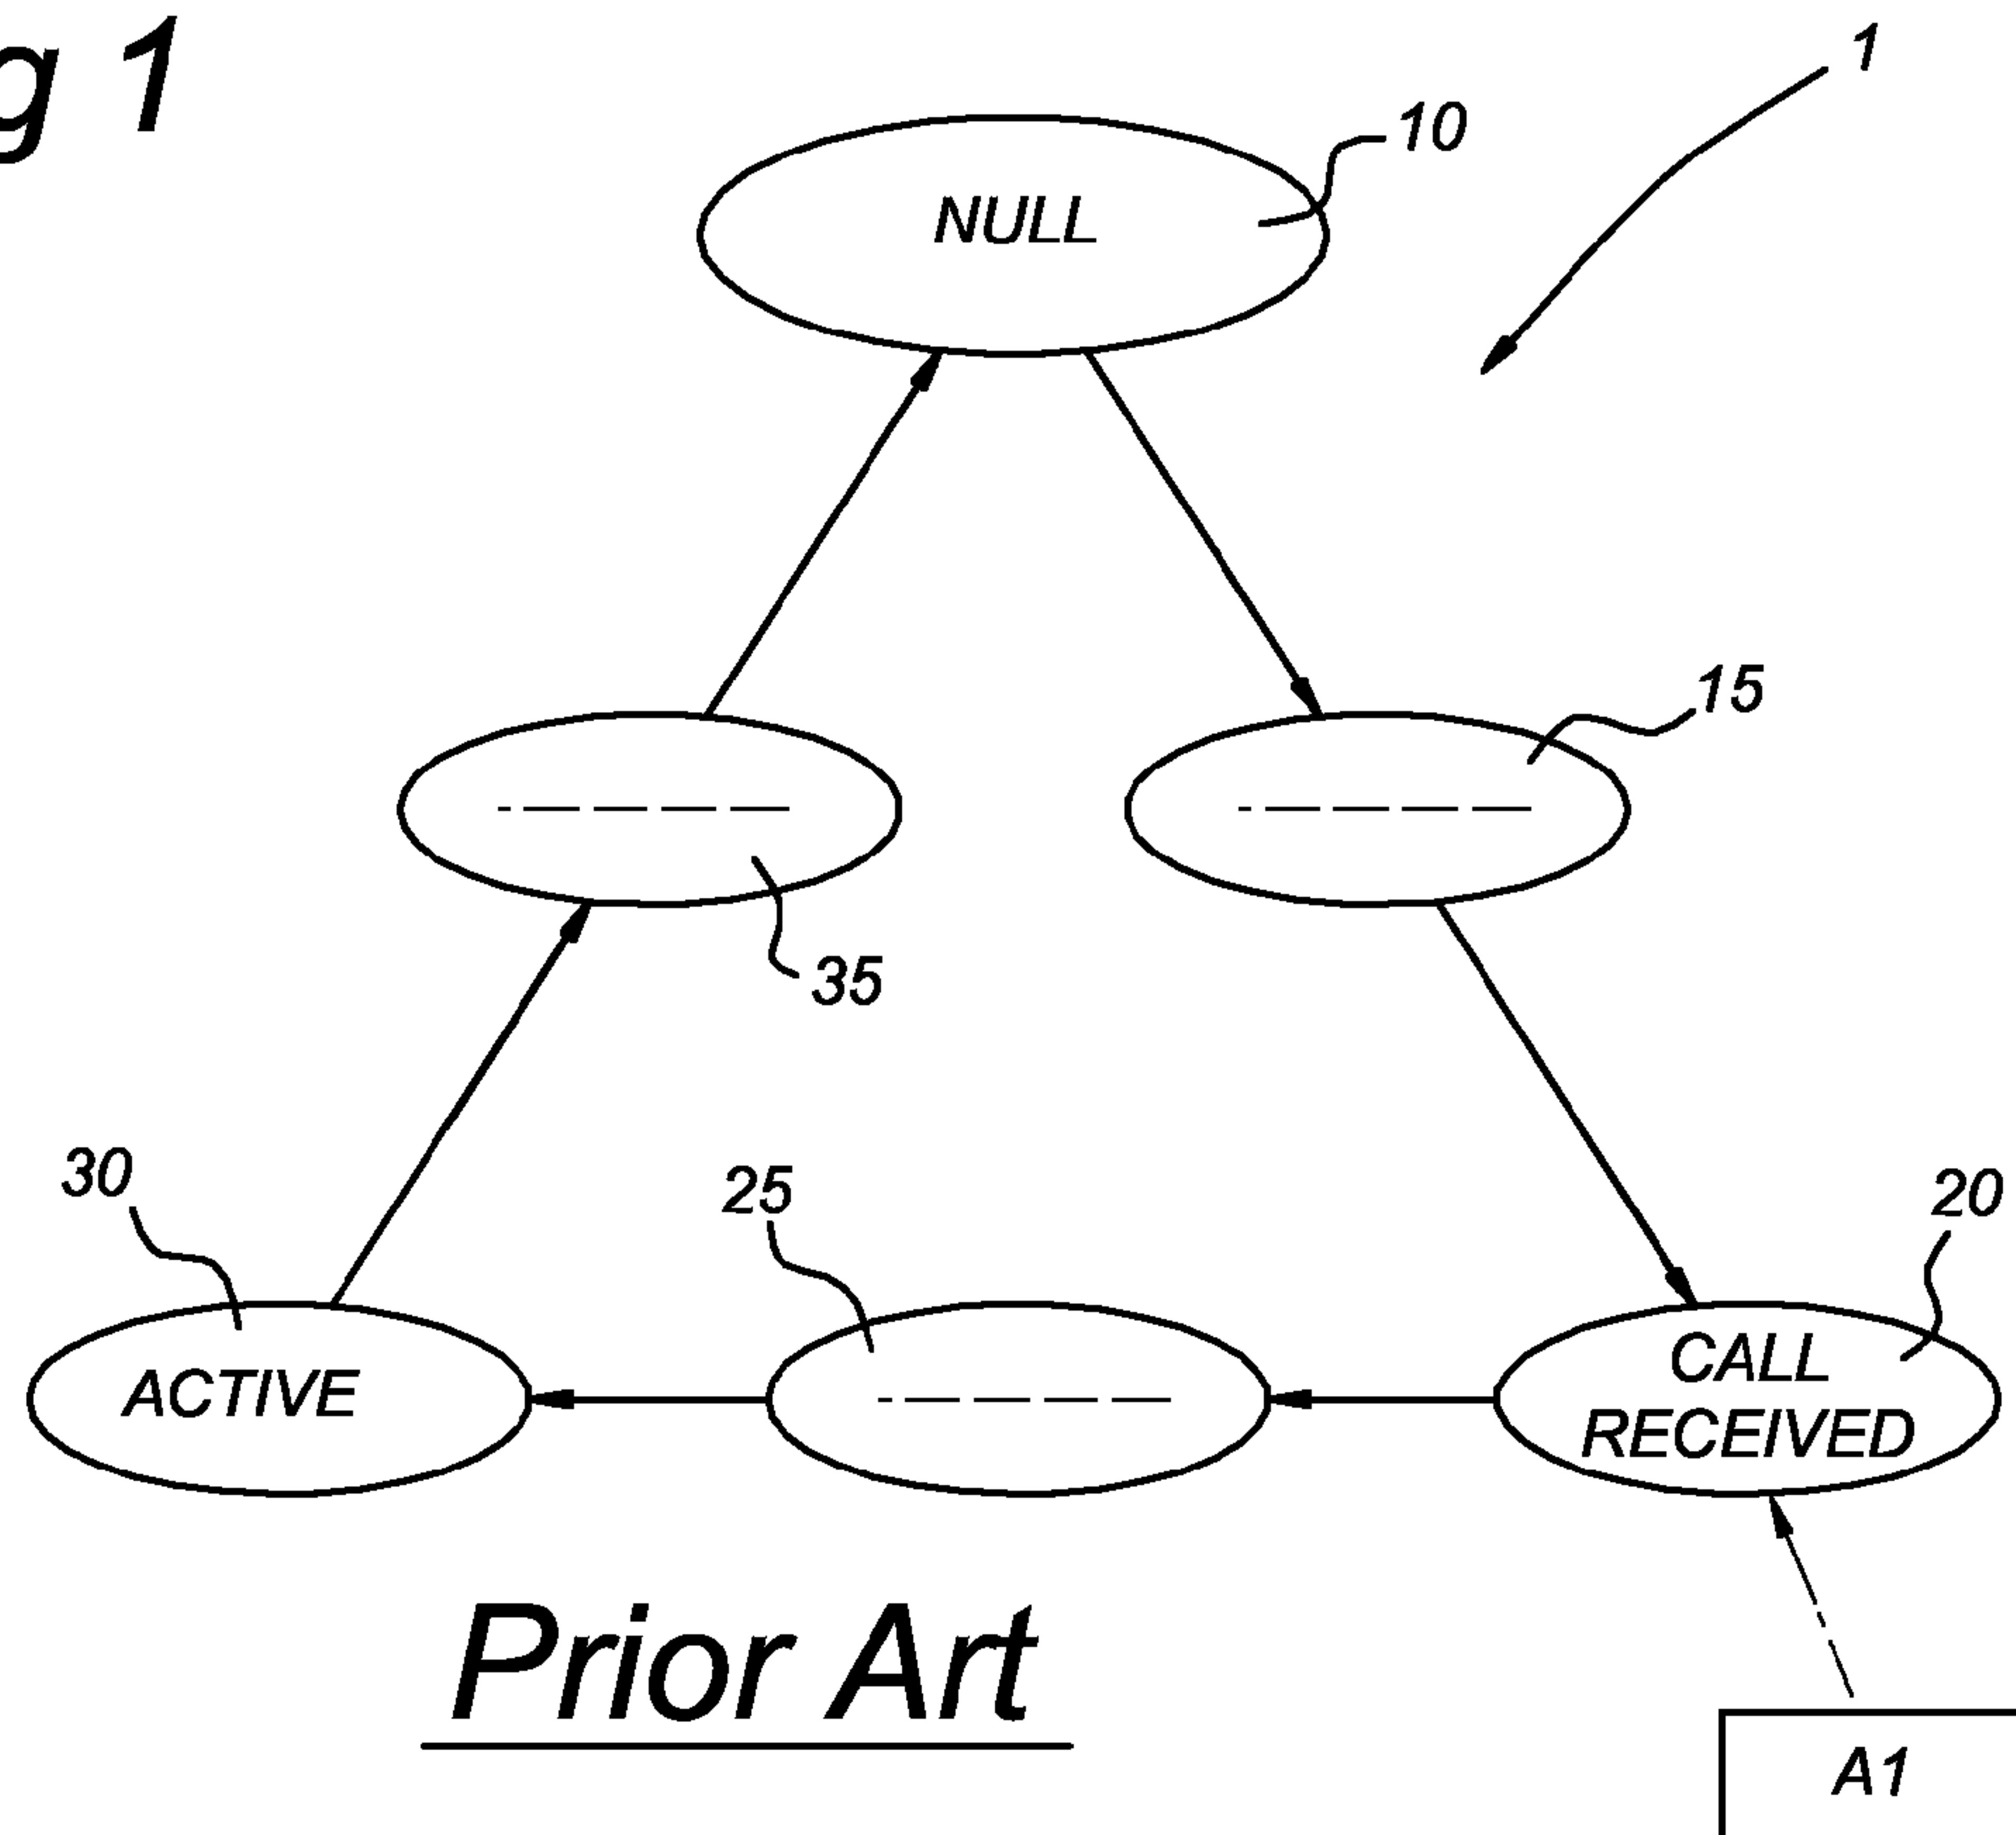 g 1
1
10
NULL
15
35
30
25
20
ACTIVE
CALL
RECEIVED
Prior Art
A1